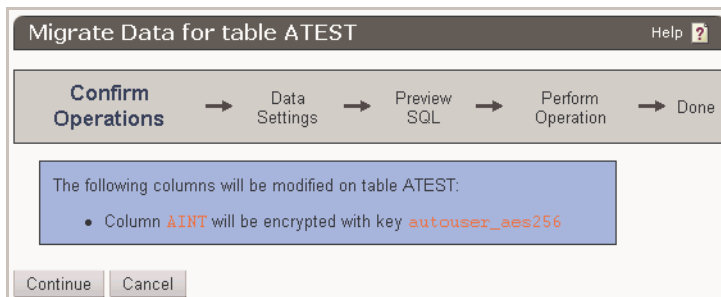 Migrate Data for table ATEST
Help ?
Confirm
Operations
Data
Settings
Preview
SQL
Perform
Operation
Done
The following columns will be modified on table ATEST:
• Column AINT will be encrypted with key autouser_aes256
Continue
Cancel